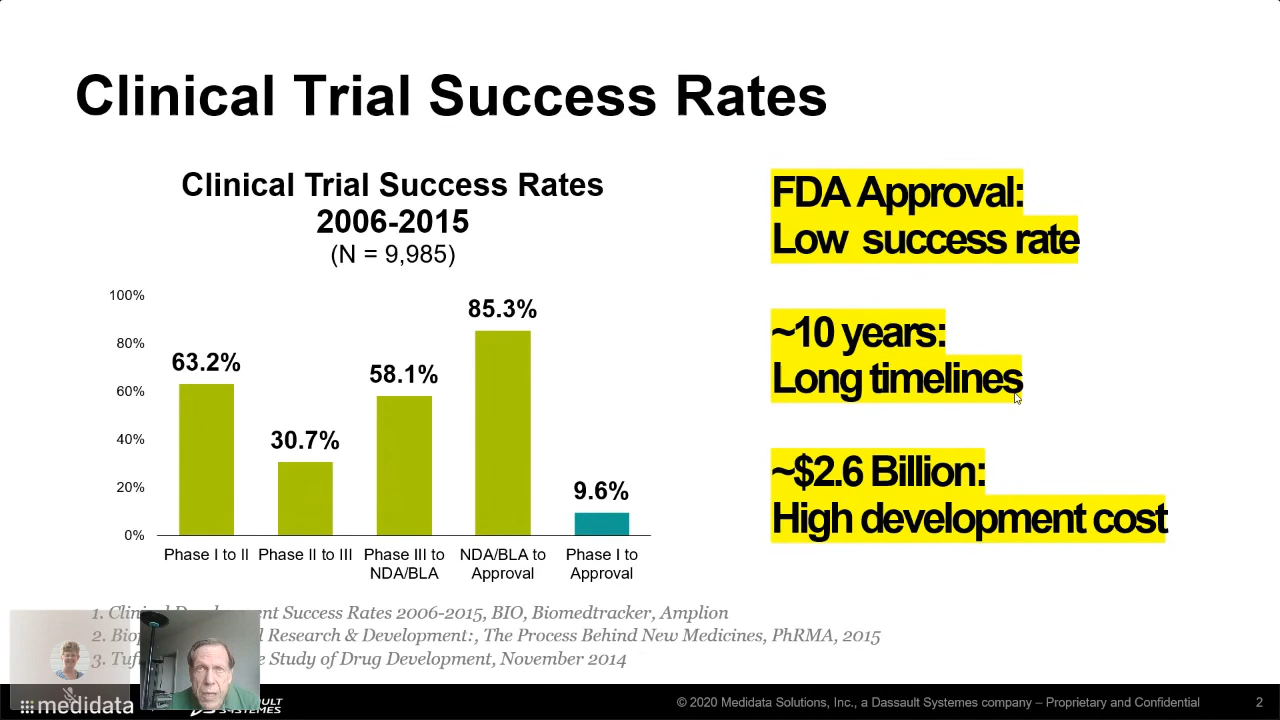 Clinical Trial Success Rates
Clinical Trial Success Rates
2006-2015
(N = 9,985)
100%
80%
60%
40%
20%
0%
63.2%
30.7%
58.1%
85.3%
9.6%
Phase I to II
Phase II to III
Phase III to
NDA/BLA
NDA/BLA to
Approval
Phase I to
Approval
FDA Approval:
Low success rate
~10 years:
Long timelines
~$2.6 Billion:
High development cost
1. Clinical Development Success Rates 2006-2015, BIO, Biomedtracker, Amplion
2. Research & Development:, The Process Behind New Medicines, PhRMA, 2015
3. Study of Drug Development, November 2014
medidata
© 2020 Medidata Solutions, Inc., a Dassault Systemes company – Proprietary and Confidential
2